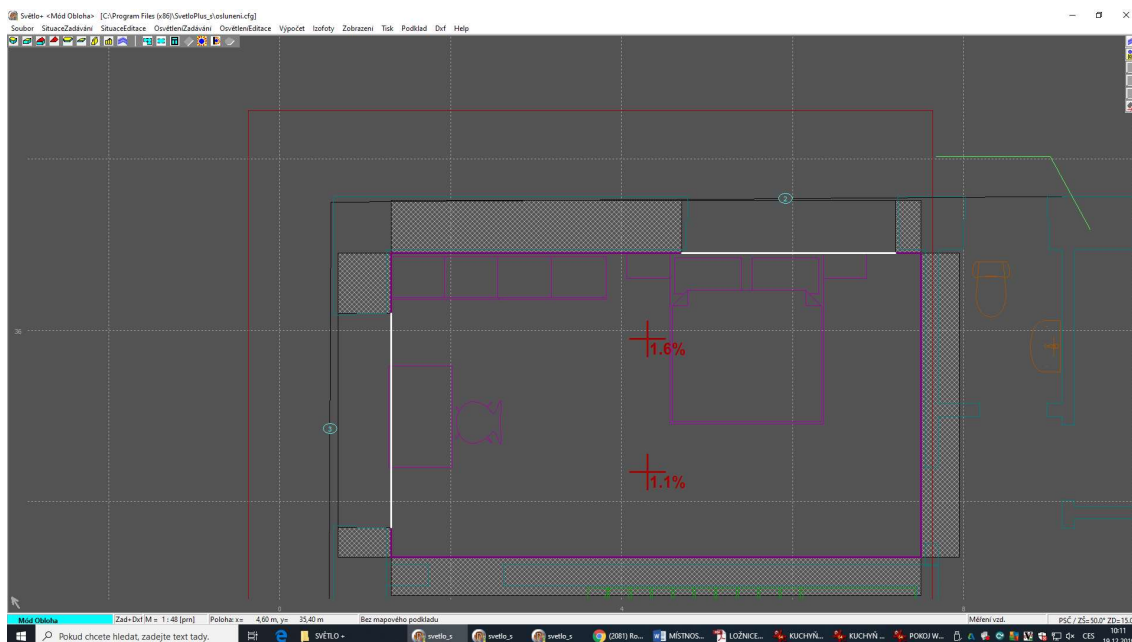 Světlo+ <Mód Obloha> [C:\Program Files (x86)\SvetloPlus_s\osluneni.cfg]
Soubor SituaceZadávání SituaceEditace OsvětleníZadávání OsvětleníEditace Výpočet Izofoty Zobrazení Tisk Podklad Dxf Help
2
36
1.6%
3
1.1%
0 4 8
Mód Obloha Zad+Dxf M = 1 : 48 [prn] Poloha: x= 4,60 m, y= 35,40 m Bez mapového podkladu Měření vzd. PSČ / ZŠ= 50.0° ZD= 15.0
Pokud chcete hledat, zadejte text tady. SVĚTLO + svetlo_s svetlo_s svetlo_s (2081) Ro... MÍSTNOS... LOŽNICE... KUCHYŇ... KUCHYŇ... POKOJ W... CES 10:11